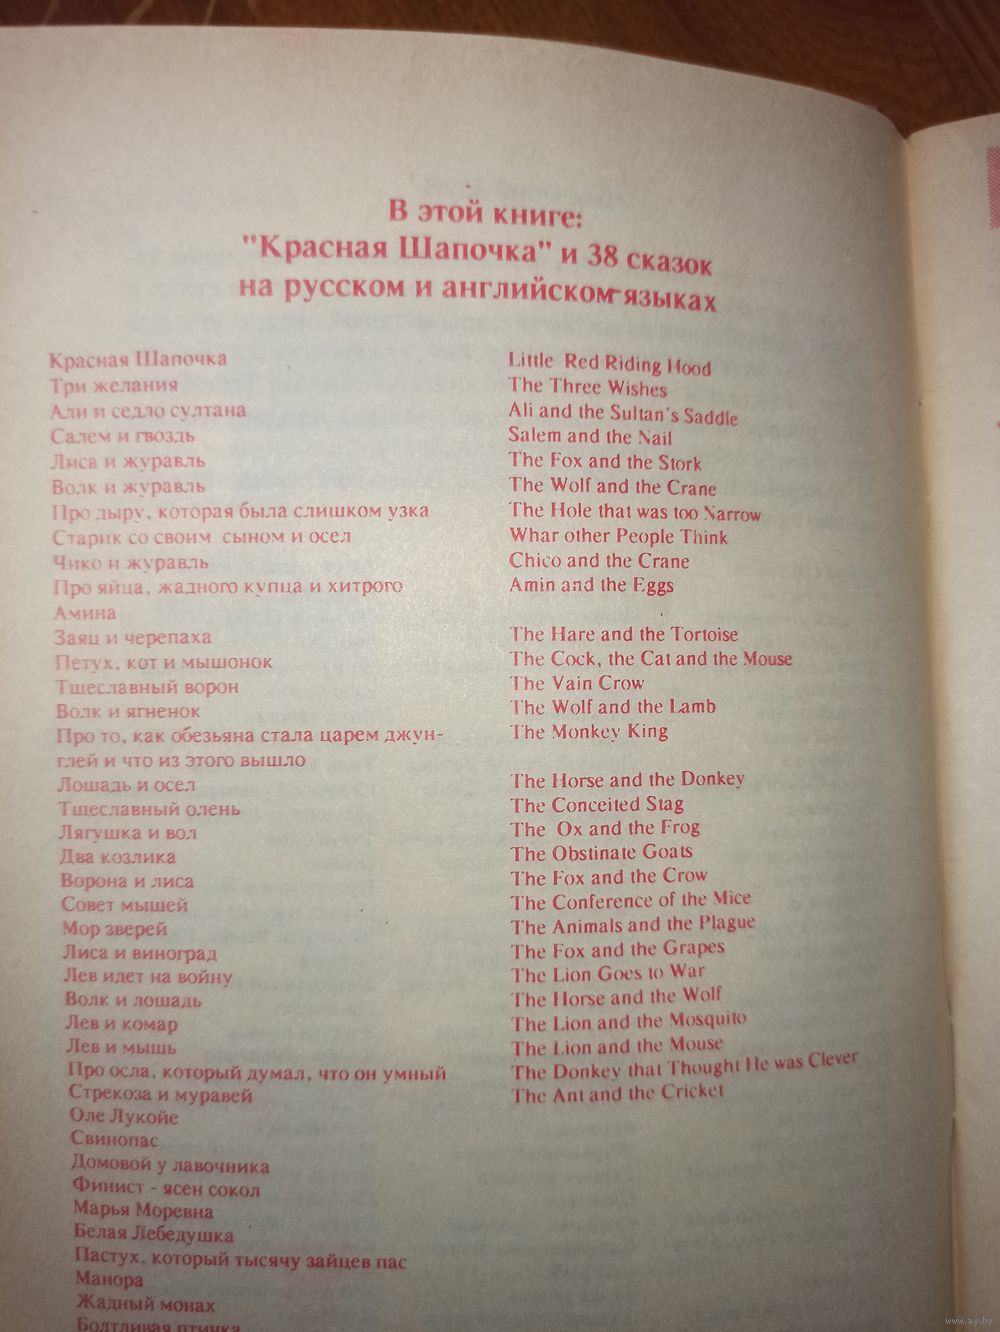 В этой книге:
"Красная Шапочка" и 38 сказок
на русском и английском языках
Красная Шапочка Little Red Riding Hood
Три желания The Three Wishes
Али и седло султана Ali and the Sultan's Saddle
Салем и гвоздь Salem and the Nail
Лиса и журавль The Fox and the Stork
Волк и журавль The Wolf and the Crane
Про дыру, которая была слишком узка The Hole that was too Narrow
Старик со своим сыном и осел Whar other People Think
Чико и журавль Chico and the Crane
Про яйца, жадного купца и хитрого Amin and the Eggs
Амина
Заяц и черепаха The Hare and the Tortoise
Петух, кот и мышонок The Cock, the Cat and the Mouse
Тщеславный ворон The Vain Crow
Волк и ягненок The Wolf and the Lamb
Про то, как обезьяна стала царем джун- The Monkey King
глей и что из этого вышло
Лошадь и осел The Horse and the Donkey
Тщеславный олень The Conceited Stag
Лягушка и вол The Ox and the Frog
Два козлика The Obstinate Goats
Ворона и лиса The Fox and the Crow
Совет мышей The Conference of the Mice
Мор зверей The Animals and the Plague
Лиса и виноград The Fox and the Grapes
Лев идет на войну The Lion Goes to War
Волк и лошадь The Horse and the Wolf
Лев и комар The Lion and the Mosquito
Лев и мышь The Lion and the Mouse
Про осла, который думал, что он умный The Donkey that Thought He was Clever
Стрекоза и муравей The Ant and the Cricket
Оле Лукойе
Свинопас
Домовой у лавочника
Финист - ясен сокол
Марья Моревна
Белая Лебедушка
Пастух, который тысячу зайцев пас
Манора
Жадный монах
Болтливая птичка
www.ay.by